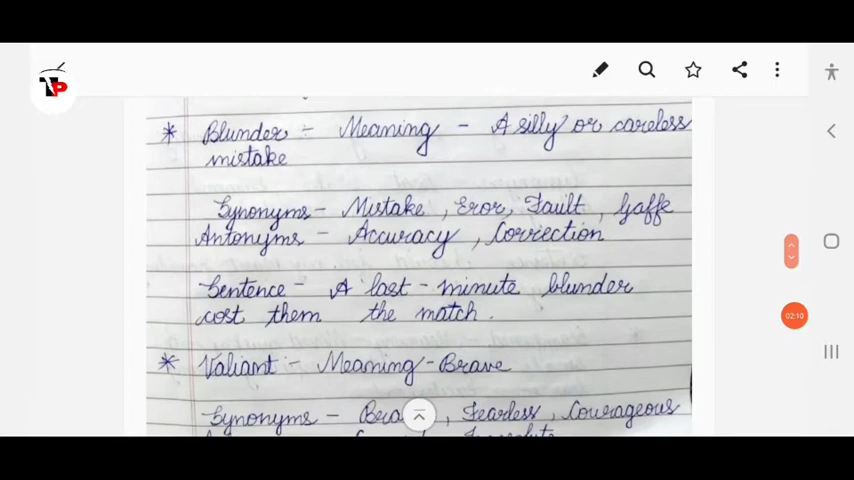 TP
* Blunder - Meaning - A silly or careless
mistake
Synonyms - Mistake, Eror, Fault, Gaffe
Antonyms - Accuracy, Correction
Sentence - A last-minute blunder
cost them the match.
* Valiant :- Meaning - Brave
Synonyms - , Fearless, Courageous
02:10